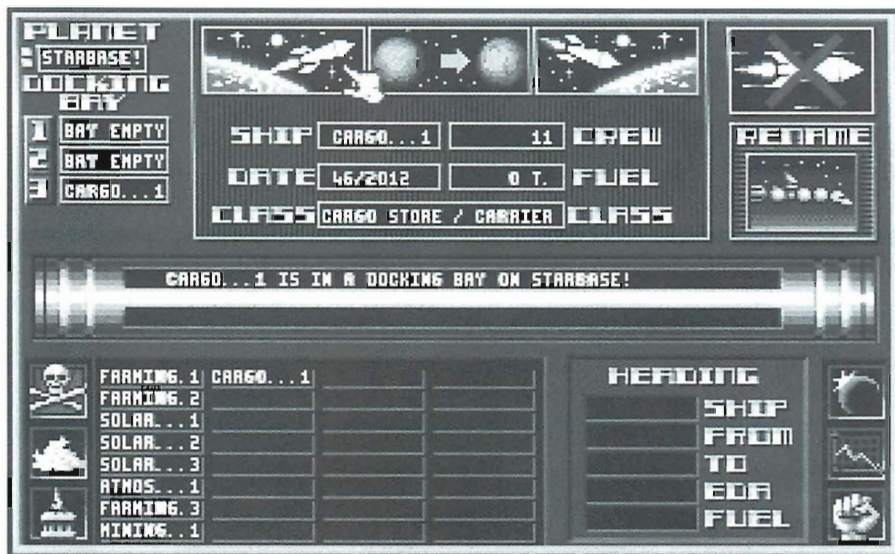 PLANET
STARBASE!
DOCKING
BAY
1 BAY EMPTY
2 BAY EMPTY
3 CARGO...1
SHIP CARGO...1 11 CREW
DATE 46/2012 0 T. FUEL
CLASS CARGO STORE / CARRIER CLASS
RENAME
CARGO...1 IS IN A DOCKING BAY ON STARBASE!
FARMING.1 CARGO...1
FARMING.2
SOLAR...1
SOLAR...2
SOLAR...3
ATMOS...1
FARMING.3
MINING..1
HEADING
SHIP
FROM
TO
EDA
FUEL